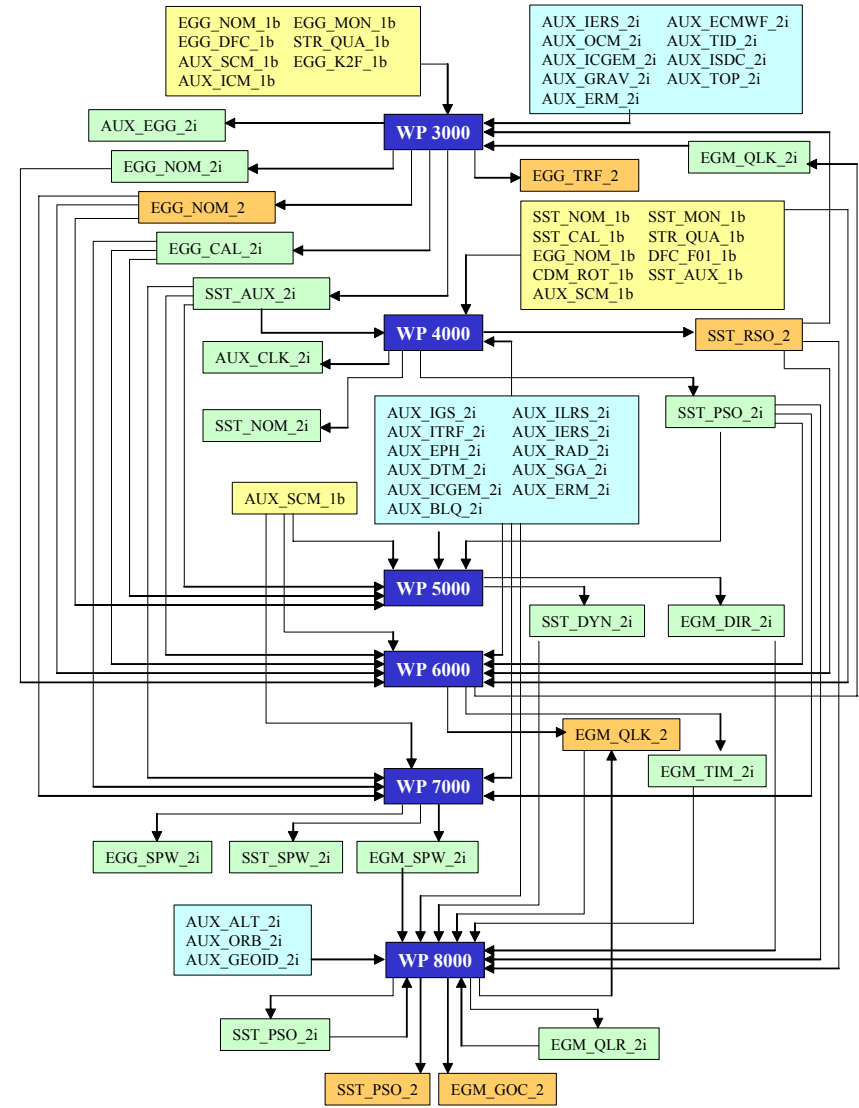 EGG_NOM_1b EGG_MON_1b
EGG_DFC_1b STR_QUA_1b
AUX_SCM_1b EGG_K2F_1b
AUX_ICM_1b
AUX_IERS_2i AUX_ECMWF_2i
AUX_OCM_2i AUX_TID_2i
AUX_ICGEM_2i AUX_ISDC_2i
AUX_GRAV_2i AUX_TOP_2i
AUX_ERM_2i
AUX_EGG_2i
WP 3000
EGG_NOM_2i
EGM_QLK_2i
EGG_TRF_2
EGG_NOM_2
SST_NOM_1b SST_MON_1b
SST_CAL_1b STR_QUA_1b
EGG_NOM_1b DFC_F01_1b
CDM_ROT_1b SST_AUX_1b
AUX_SCM_1b
EGG_CAL_2i
SST_AUX_2i
WP 4000
SST_RSO_2
AUX_CLK_2i
SST_NOM_2i
AUX_IGS_2i AUX_ILRS_2i
AUX_ITRF_2i AUX_IERS_2i
AUX_EPH_2i AUX_RAD_2i
AUX_DTM_2i AUX_SGA_2i
AUX_ICGEM_2i AUX_ERM_2i
AUX_BLQ_2i
SST_PSO_2i
AUX_SCM_1b
WP 5000
SST_DYN_2i
EGM_DIR_2i
WP 6000
EGM_QLK_2
EGM_TIM_2i
WP 7000
EGG_SPW_2i
SST_SPW_2i
EGM_SPW_2i
AUX_ALT_2i
AUX_ORB_2i
AUX_GEOID_2i
WP 8000
SST_PSO_2i
EGM_QLR_2i
SST_PSO_2
EGM_GOC_2